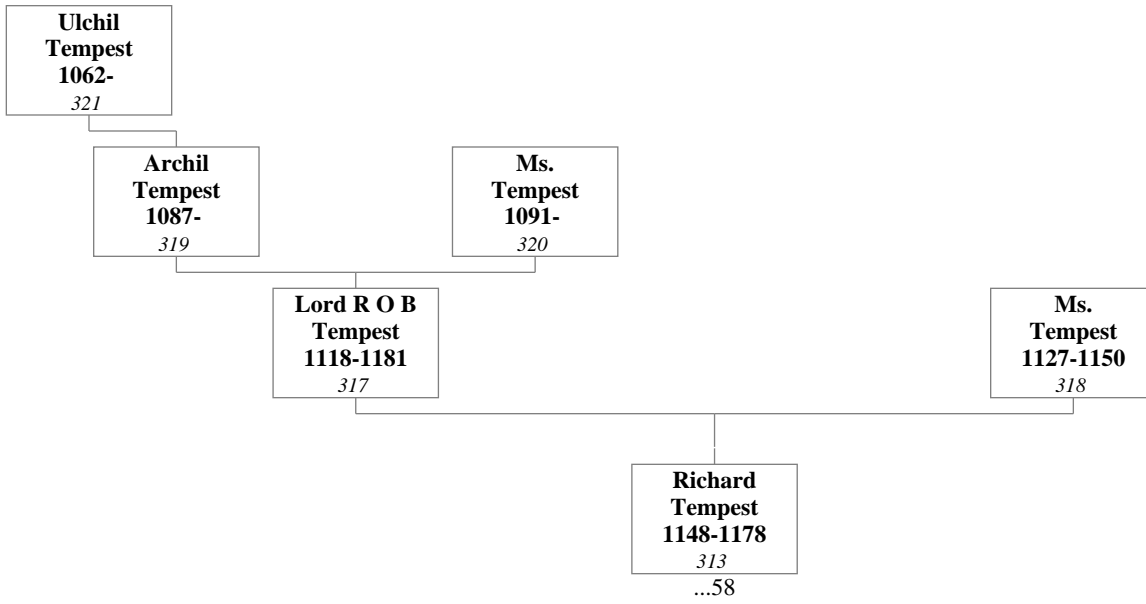 Ulchil
Tempest
1062-
321
Archil
Tempest
1087-
319
Ms.
Tempest
1091-
320
Lord R O B
Tempest
1118-1181
317
Ms.
Tempest
1127-1150
318
Richard
Tempest
1148-1178
313
...58